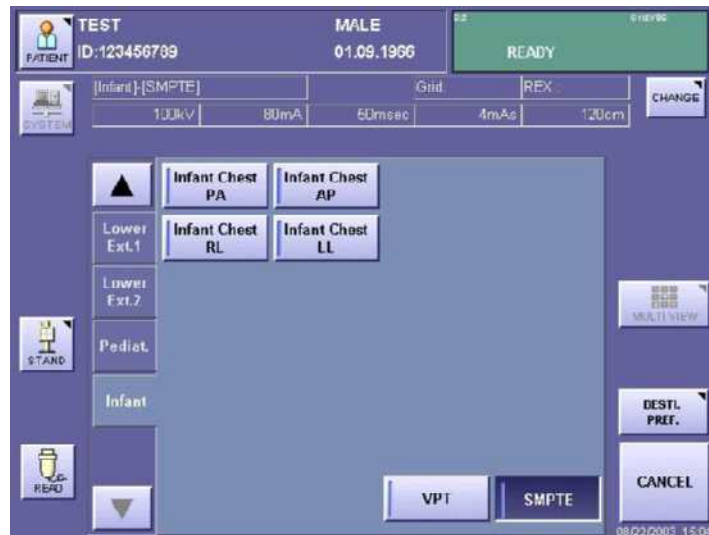 PATIENT
TEST
MALE
ID:123456789
01.09.1966
READY
SYSTEM
[Infant]-[SMPTE]
Grid:
REX :
CHANGE
100kV
80mA
50msec
4mAs
120cm
Infant Chest
PA
Infant Chest
AP
Lower
Ext.1
Infant Chest
RL
Infant Chest
LL
Lower
Ext.2
MULTI VIEW
STAND
Pediat.
Infant
DESTI.
PREF.
READ
VPT
SMPTE
CANCEL